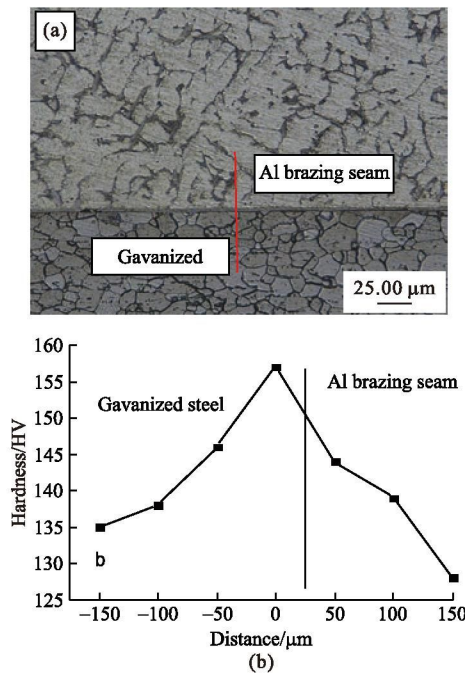 (a)
Al brazing seam
Gavanized
25.00 μm
160
155
150
145
140
135
130
125
Hardness/HV
Gavanized steel
Al brazing seam
b
−150
−100
−50
0
50
100
150
Distance/μm
(b)